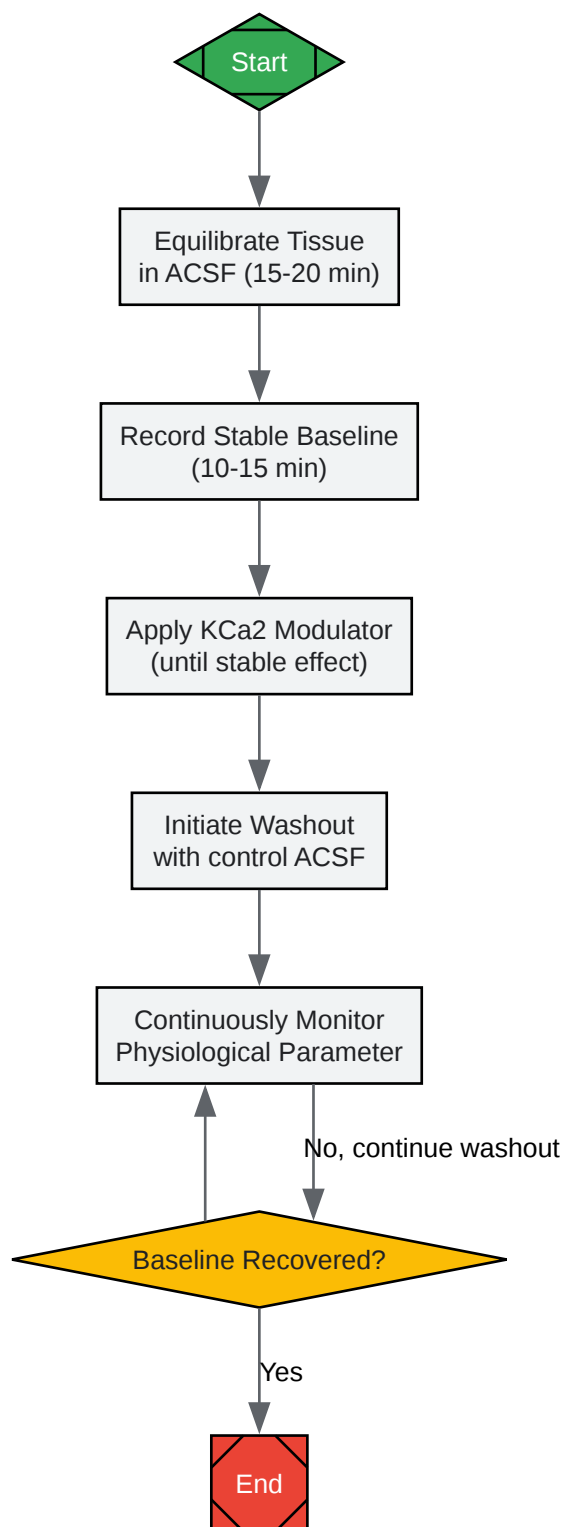 Start
Equilibrate Tissue
in ACSF (15-20 min)
Record Stable Baseline
(10-15 min)
Apply KCa2 Modulator
(until stable effect)
Initiate Washout
with control ACSF
Continuously Monitor
Physiological Parameter
No, continue washout
Baseline Recovered?
Yes
End